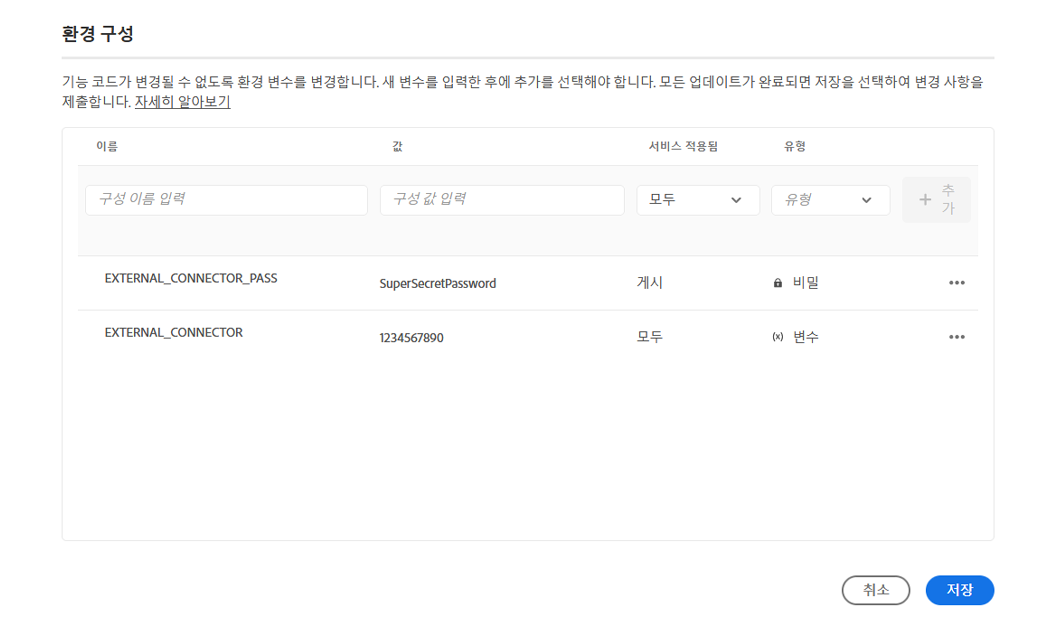 환경 구성
기능 코드가 변경될 수 없도록 환경 변수를 변경합니다. 새 변수를 입력한 후에 추가를 선택해야 합니다. 모든 업데이트가 완료되면 저장을 선택하여 변경 사항을
제출합니다. 자세히 알아보기
이름 값 서비스 적용됨 유형
구성 이름 입력 구성 값 입력 모두 유형 + 추
가
EXTERNAL_CONNECTOR_PASS SuperSecretPassword 게시 비밀
EXTERNAL_CONNECTOR 1234567890 모두 (x) 변수
취소 저장